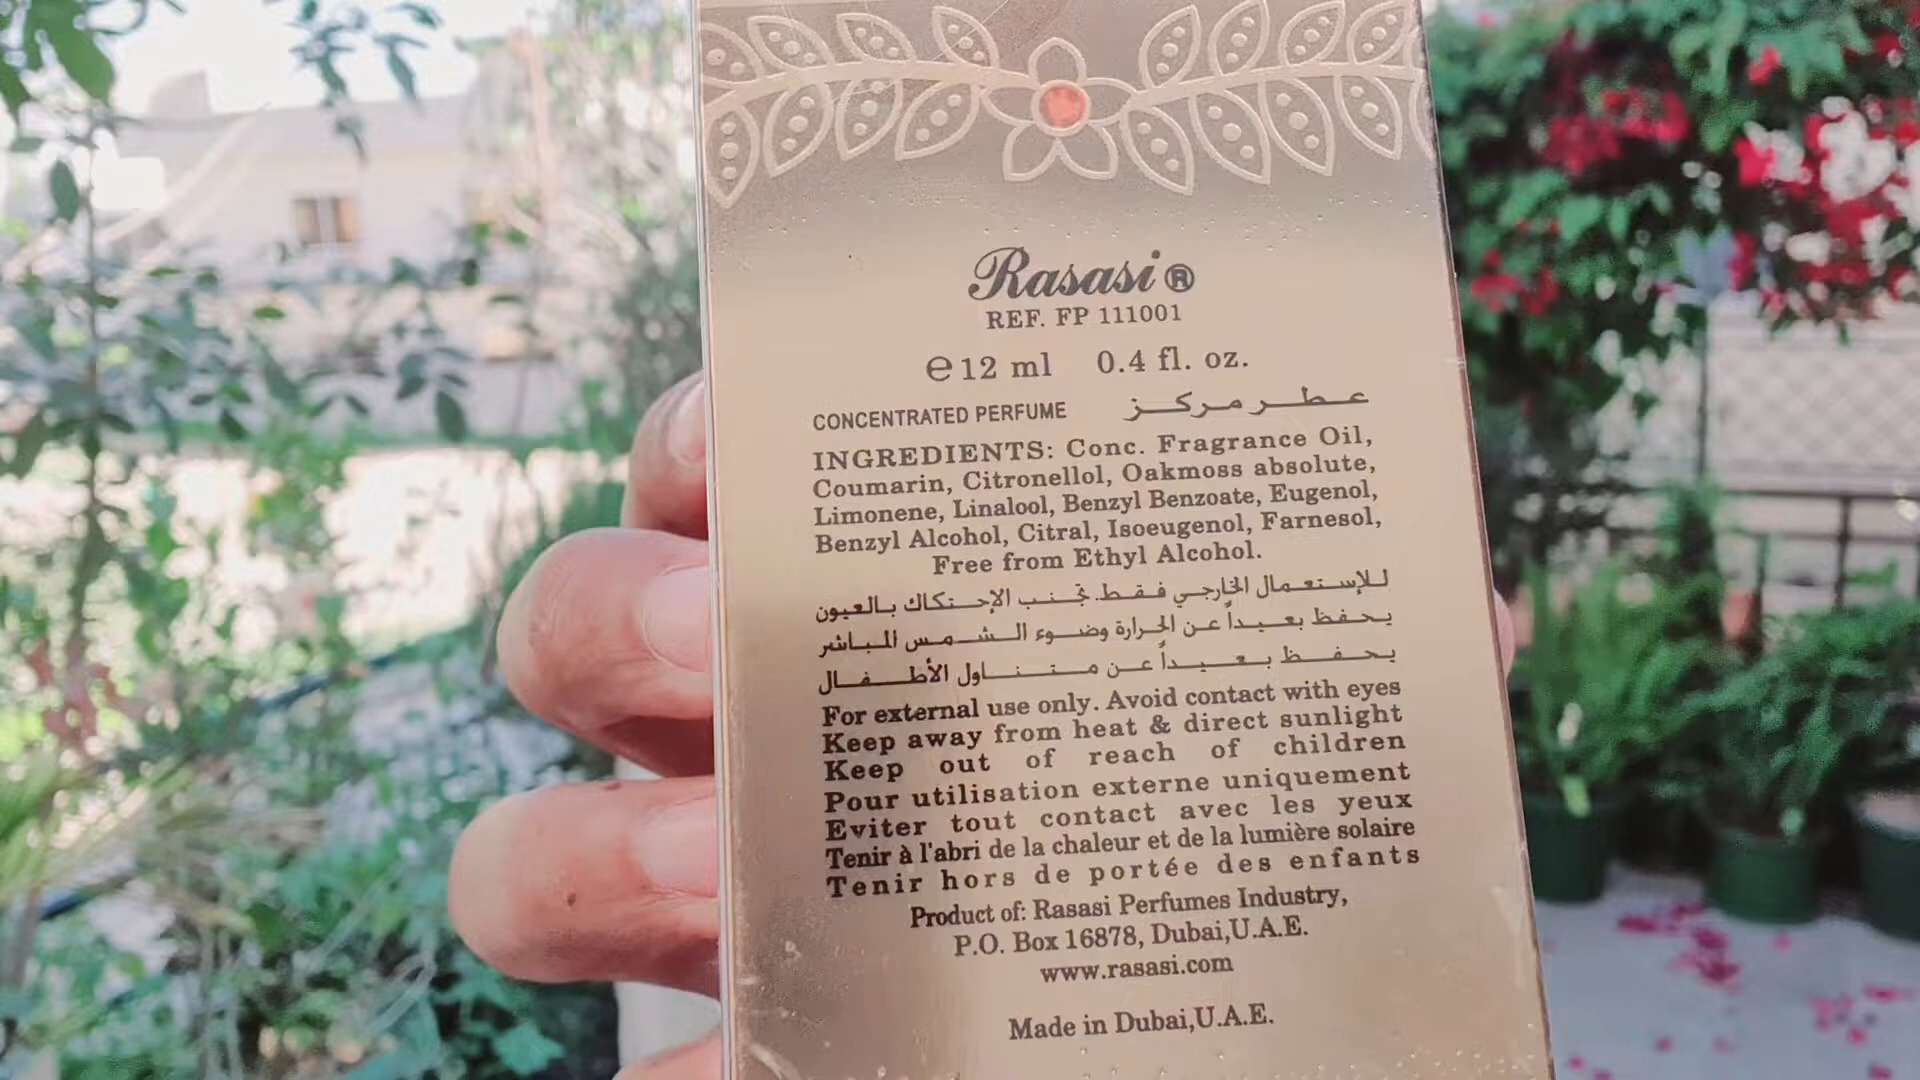 Rasasi ®
REF. FP 111001
℮ 12 ml 0.4 fl. oz.
CONCENTRATED PERFUME عطر مركز
INGREDIENTS: Conc. Fragrance Oil,
Coumarin, Citronellol, Oakmoss absolute,
Limonene, Linalool, Benzyl Benzoate, Eugenol,
Benzyl Alcohol, Citral, Isoeugenol, Farnesol,
Free from Ethyl Alcohol.
للإستعمال الخارجي فقط. تجنب الإحتكاك بالعيون
يحفظ بعيداً عن الحرارة وضوء الشمس المباشر
يحفظ بعيداً عن متناول الأطفال
For external use only. Avoid contact with eyes
Keep away from heat & direct sunlight
Keep out of reach of children
Pour utilisation externe uniquement
Eviter tout contact avec les yeux
Tenir à l'abri de la chaleur et de la lumière solaire
Tenir hors de portée des enfants
Product of: Rasasi Perfumes Industry,
P.O. Box 16878, Dubai,U.A.E.
www.rasasi.com
Made in Dubai,U.A.E.